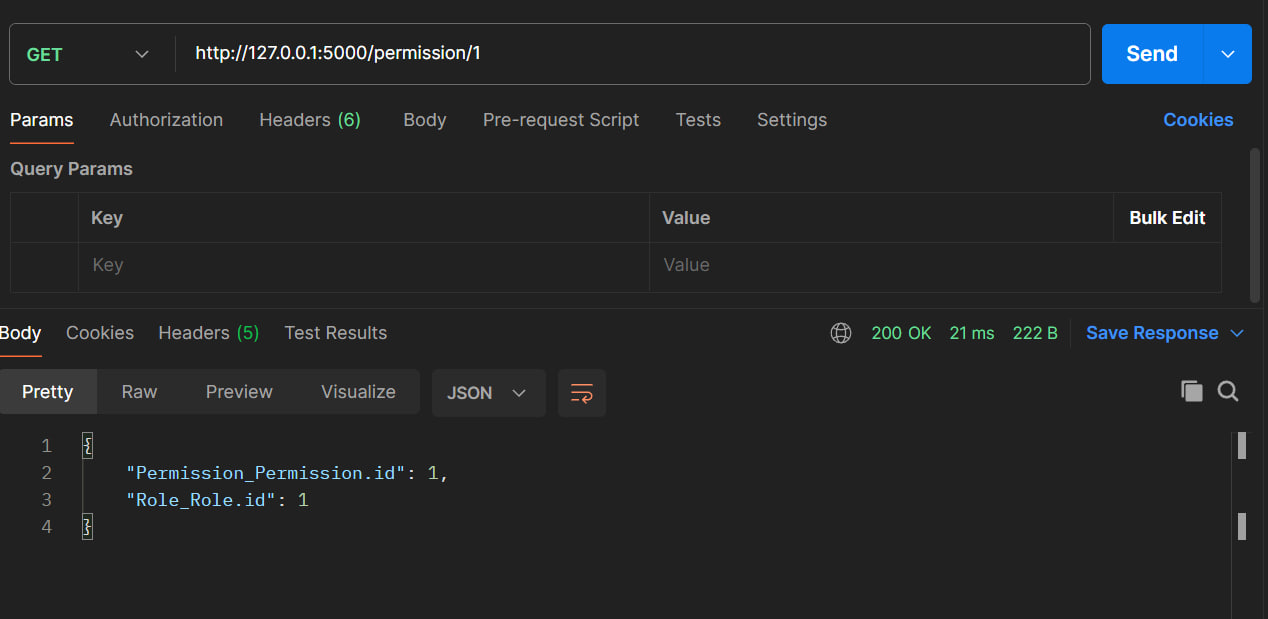 GET http://127.0.0.1:5000/permission/1 Send
Params Authorization Headers (6) Body Pre-request Script Tests Settings Cookies
Query Params
Key Value Bulk Edit
Key Value
Body Cookies Headers (5) Test Results 200 OK 21 ms 222 B Save Response
Pretty Raw Preview Visualize JSON
1 {
2 "Permission_Permission.id": 1,
3 "Role_Role.id": 1
4 }